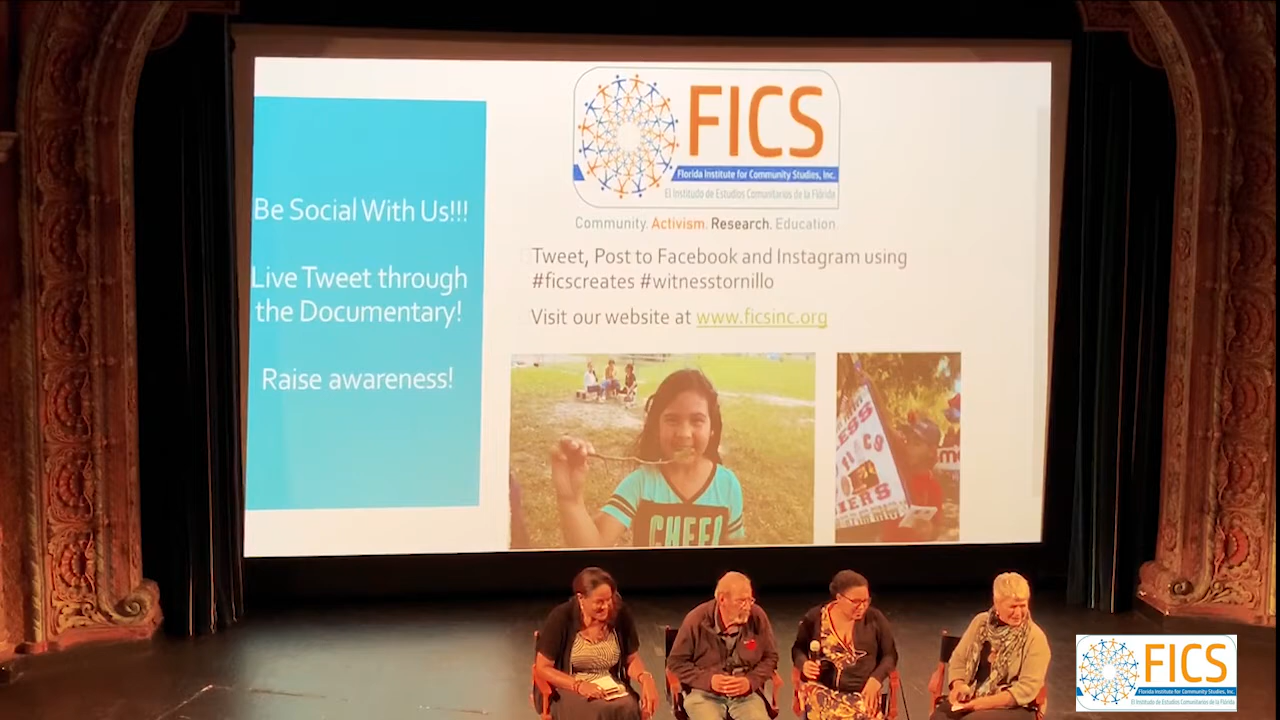 FICS
Florida Institute for Community Studies, Inc.
El Instituto de Estudios Comunitarios de la Flórida
Community. Activism. Research. Education
Be Social With Us!!!
Live Tweet through
the Documentary!
Raise awareness!
Tweet, Post to Facebook and Instagram using
#ficscreates #witnesstornillo
Visit our website at www.ficsinc.org
CHEER
FICS
Florida Institute for Community Studies, Inc.
El Instituto de Estudios Comunitarios de la Flórida